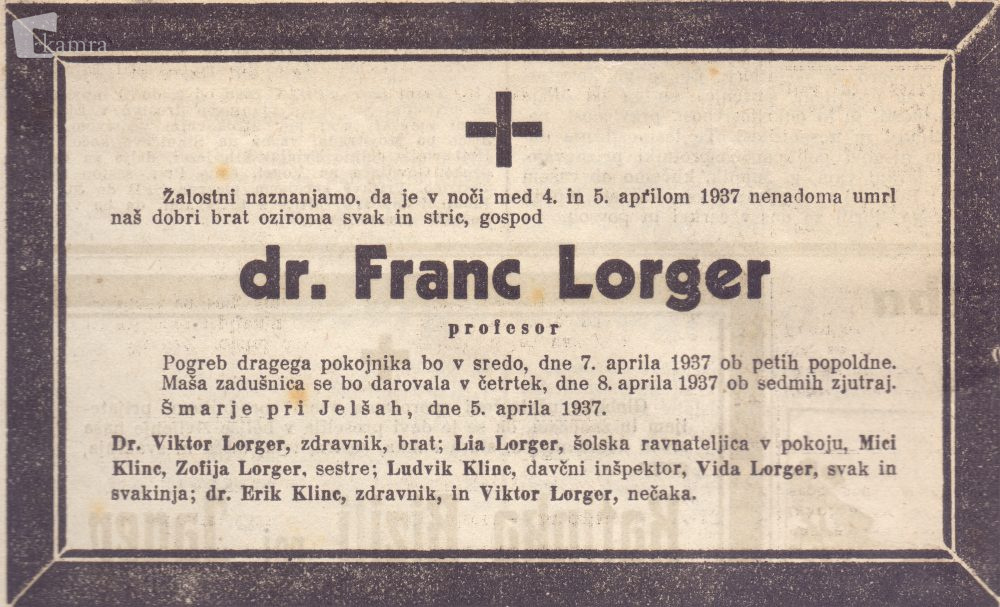 kamra
Žalostni naznanjamo, da je v noči med 4. in 5. aprilom 1937 nenadoma umrl
naš dobri brat oziroma svak in stric, gospod
dr. Franc Lorger
profesor
Pogreb dragega pokojnika bo v sredo, dne 7. aprila 1937 ob petih popoldne.
Maša zadušnica se bo darovala v četrtek, dne 8. aprila 1937 ob sedmih zjutraj.
Šmarje pri Jelšah, dne 5. aprila 1937.
Dr. Viktor Lorger, zdravnik, brat; Lia Lorger, šolska ravnateljica v pokoju, Mici
Klinc, Zofija Lorger, sestre; Ludvik Klinc, davčni inšpektor, Vida Lorger, svak in
svakinja; dr. Erik Klinc, zdravnik, in Viktor Lorger, nečaka.